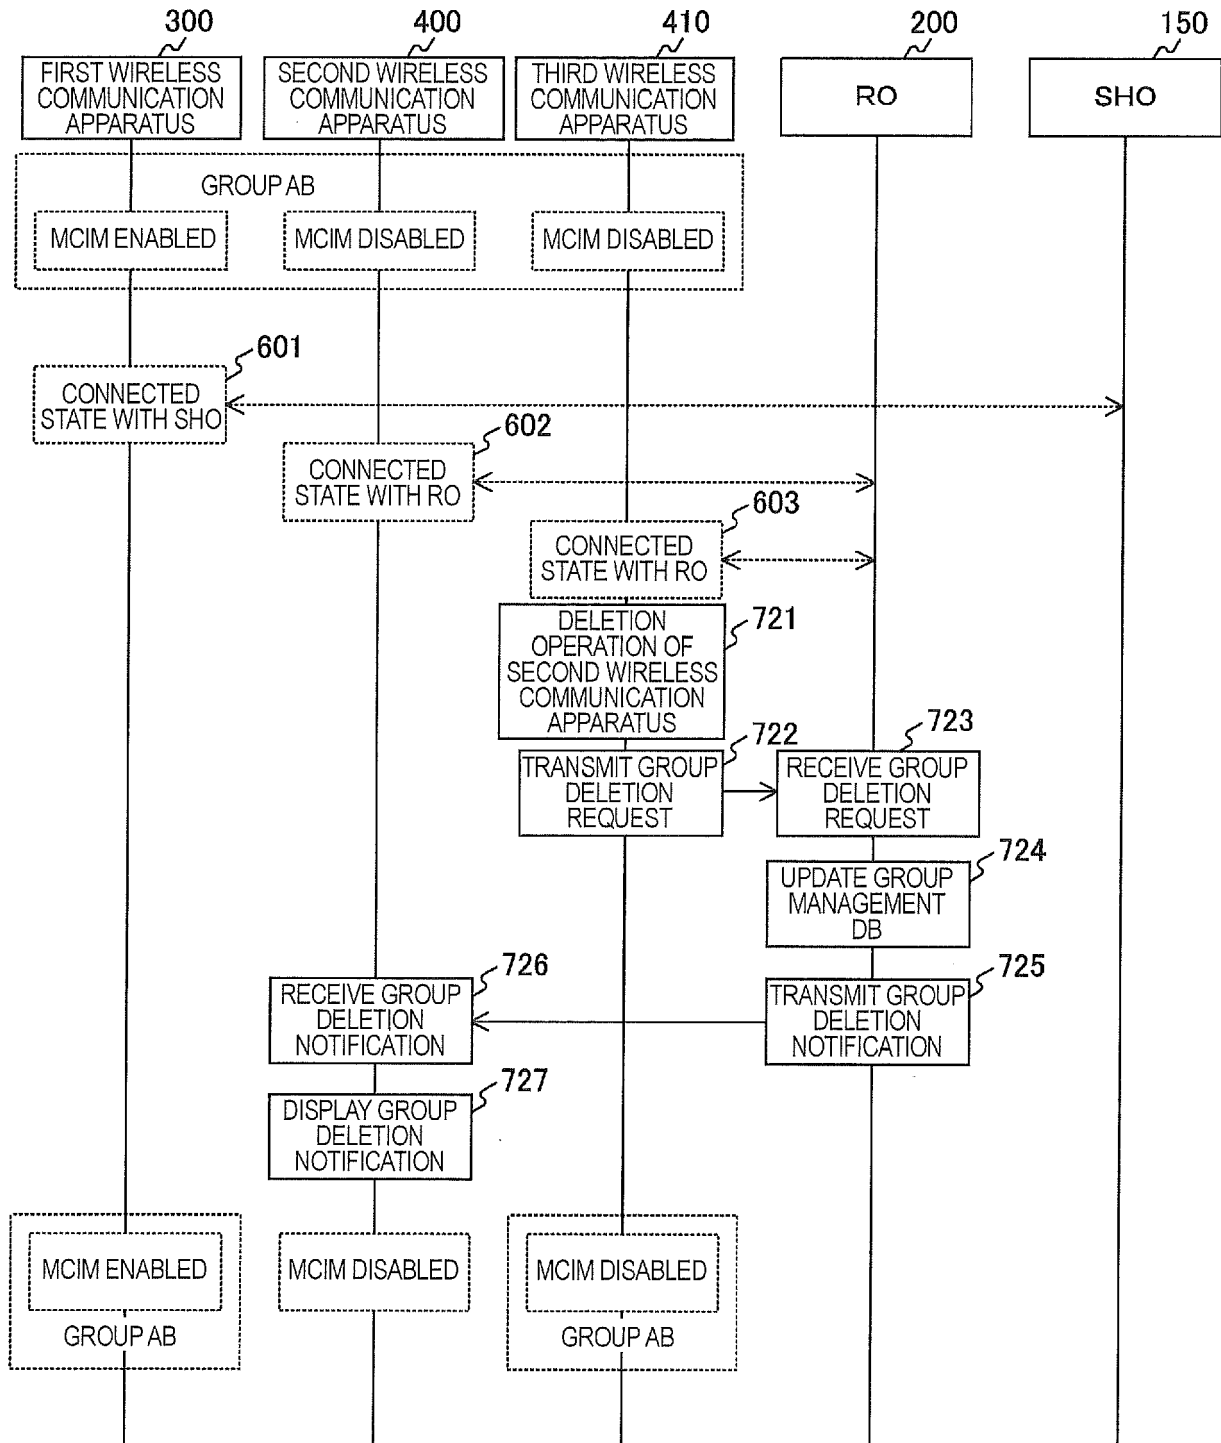 300
400
410
200
150
FIRST WIRELESS
COMMUNICATION
APPARATUS
SECOND WIRELESS
COMMUNICATION
APPARATUS
THIRD WIRELESS
COMMUNICATION
APPARATUS
RO
SHO
GROUP AB
MCIM ENABLED
MCIM DISABLED
MCIM DISABLED
601
CONNECTED
STATE WITH SHO
602
CONNECTED
STATE WITH RO
603
CONNECTED
STATE WITH RO
721
DELETION
OPERATION OF
SECOND WIRELESS
COMMUNICATION
APPARATUS
722
TRANSMIT GROUP
DELETION
REQUEST
723
RECEIVE GROUP
DELETION
REQUEST
724
UPDATE GROUP
MANAGEMENT
DB
725
TRANSMIT GROUP
DELETION
NOTIFICATION
726
RECEIVE GROUP
DELETION
NOTIFICATION
727
DISPLAY GROUP
DELETION
NOTIFICATION
MCIM ENABLED
GROUP AB
MCIM DISABLED
MCIM DISABLED
GROUP AB